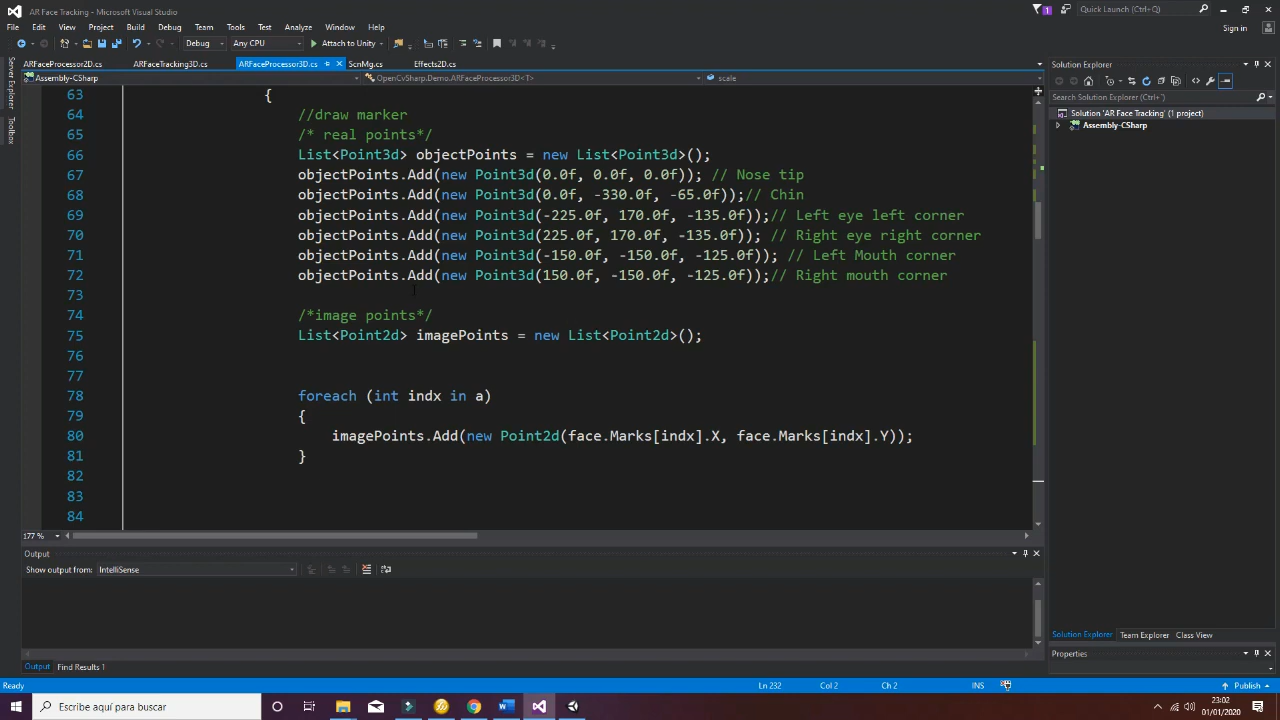 AR Face Tracking - Microsoft Visual Studio
1
Quick Launch (Ctrl+Q)
File Edit View Project Build Debug Team Tools Test Analyze Window Help
Sign in
Debug Any CPU Attach to Unity
ARFaceProcessor2D.cs ARFaceTracking3D.cs ARFaceProcessor3D.cs ScnMg.cs Effects2D.cs
Assembly-CSharp OpenCvSharp.Demo.ARFaceProcessor3D<T> scale
Server Explorer
Toolbox
63 {
64 //draw marker
65 /* real points*/
66 List<Point3d> objectPoints = new List<Point3d>();
67 objectPoints.Add(new Point3d(0.0f, 0.0f, 0.0f)); // Nose tip
68 objectPoints.Add(new Point3d(0.0f, -330.0f, -65.0f));// Chin
69 objectPoints.Add(new Point3d(-225.0f, 170.0f, -135.0f));// Left eye left corner
70 objectPoints.Add(new Point3d(225.0f, 170.0f, -135.0f)); // Right eye right corner
71 objectPoints.Add(new Point3d(-150.0f, -150.0f, -125.0f)); // Left Mouth corner
72 objectPoints.Add(new Point3d(150.0f, -150.0f, -125.0f));// Right mouth corner
73
74 /*image points*/
75 List<Point2d> imagePoints = new List<Point2d>();
76
77
78 foreach (int indx in a)
79 {
80 imagePoints.Add(new Point2d(face.Marks[indx].X, face.Marks[indx].Y));
81 }
82
83
84
177 %
Solution Explorer
Search Solution Explorer (Ctrl+¨)
Solution 'AR Face Tracking' (1 project)
Assembly-CSharp
Solution Explorer Team Explorer Class View
Properties
Output
Show output from: IntelliSense
Output Find Results 1
Ready Ln 232 Col 2 Ch 2 INS Publish
Escribe aquí para buscar
23:02
01/01/2020